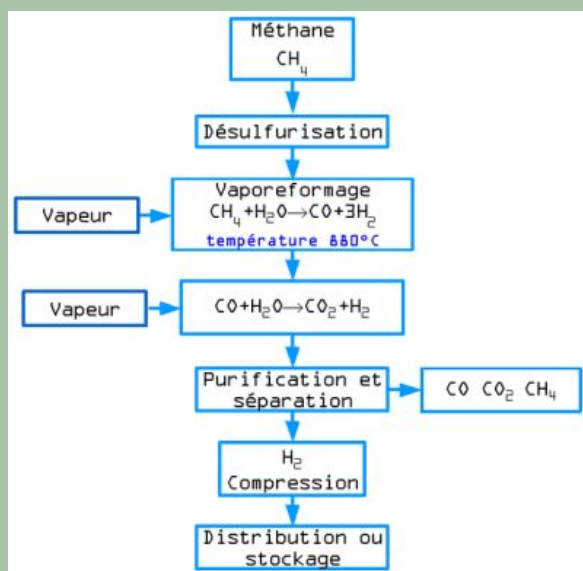 Méthane
CH₄
Désulfurisation
Vaporeformage
Vapeur
CH₄+H₂O→CO+3H₂
température 880°C
Vapeur
CO+H₂O→CO₂+H₂
Purification et
séparation
CO CO₂ CH₄
H₂
Compression
Distribution ou
stockage